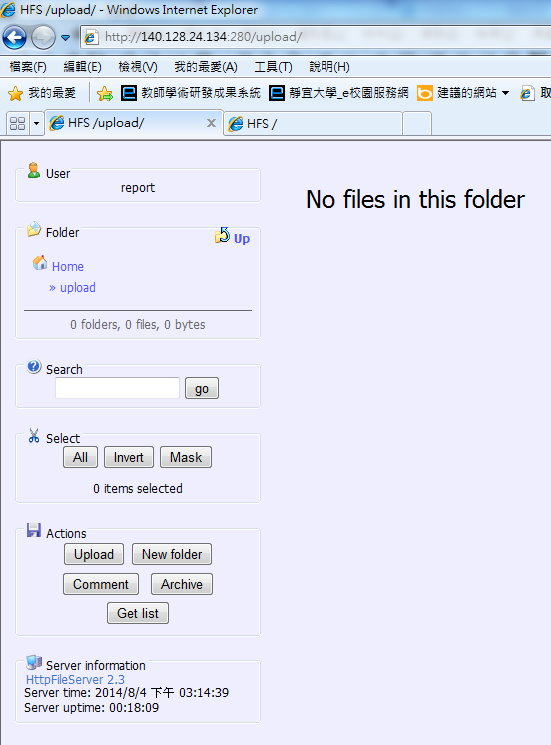 HFS /upload/ - Windows Internet Explorer
http://140.128.24.134:280/upload/
檔案(F) 編輯(E) 檢視(V) 我的最愛(A) 工具(T) 說明(H)
我的最愛 教師學術研發成果系統 靜宜大學_e校園服務網 建議的網站 取
HFS /upload/ HFS /
User
report
No files in this folder
Folder
Up
Home
» upload
0 folders, 0 files, 0 bytes
Search
go
Select
All Invert Mask
0 items selected
Actions
Upload New folder
Comment Archive
Get list
Server information
HttpFileServer 2.3
Server time: 2014/8/4 下午 03:14:39
Server uptime: 00:18:09